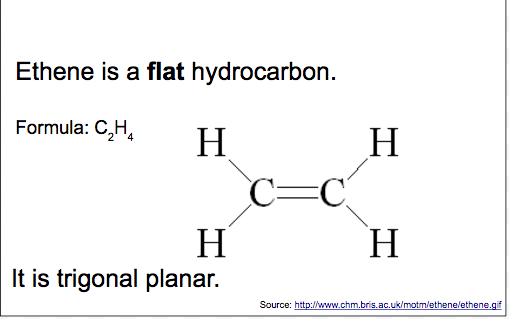 Ethene is a flat hydrocarbon.
Formula: C₂H₄
H H
C=C
H H
It is trigonal planar.
Source: http://www.chm.bris.ac.uk/motm/ethene/ethene.gif